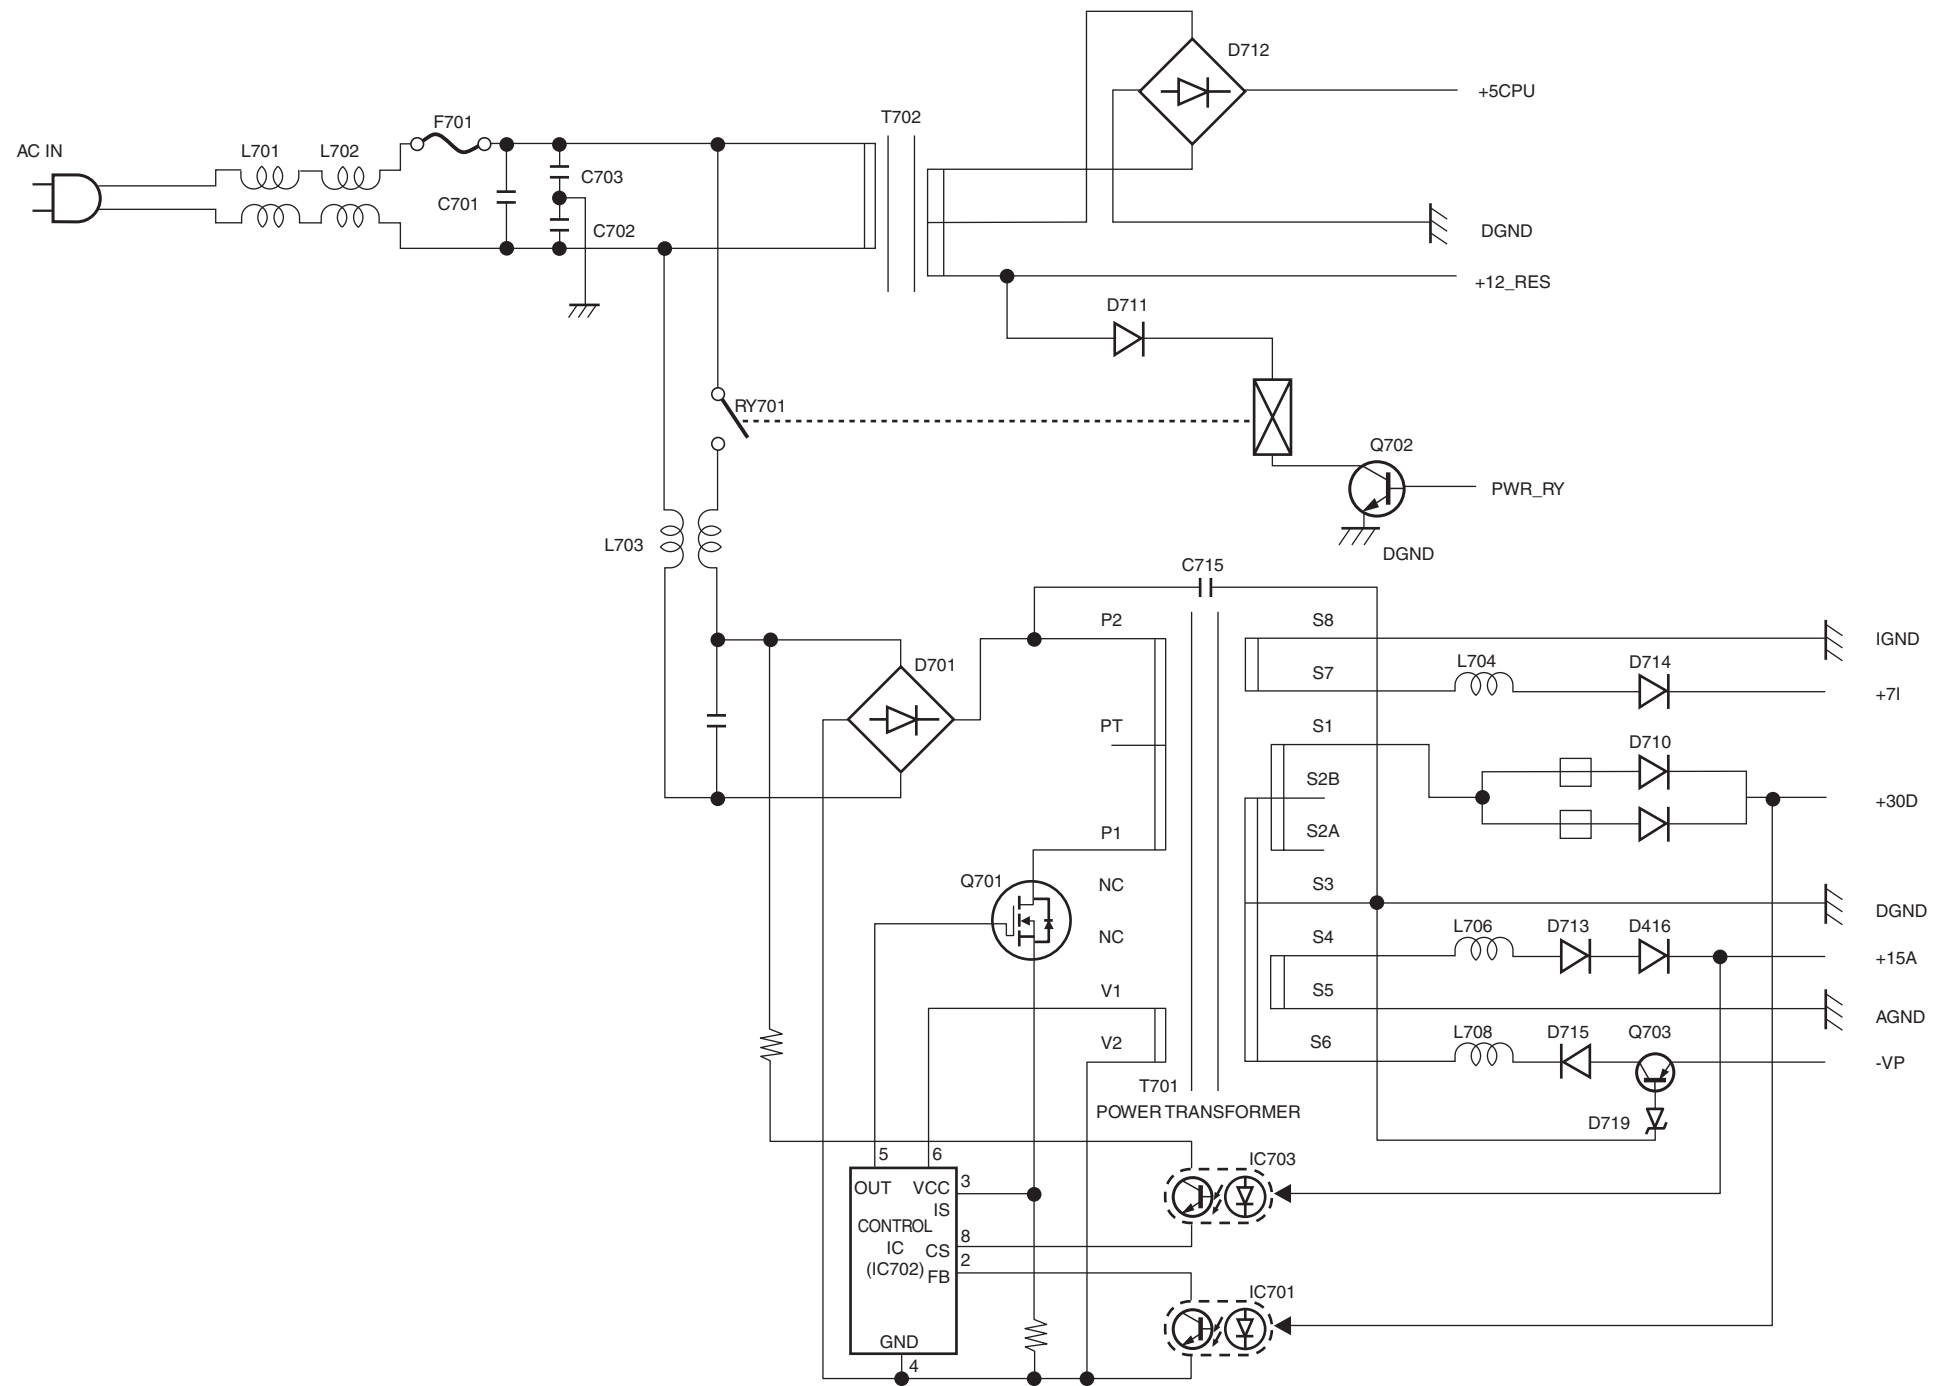 D712
+5CPU
T702
F701
AC IN
L701
L702
C703
C701
C702
DGND
+12_RES
D711
RY701
Q702
PWR_RY
L703
DGND
C715
P2
S8
IGND
D701
S7
L704
D714
+7I
PT
S1
D710
S2B
+30D
P1
S2A
Q701
NC
S3
DGND
NC
S4
L706
D713
D416
+15A
V1
S5
AGND
V2
S6
L708
D715
Q703
-VP
T701
POWER TRANSFORMER
D719
5
6
IC703
OUT
VCC
3
IS
CONTROL
IC
(IC702)
CS
8
FB
2
IC701
GND
4